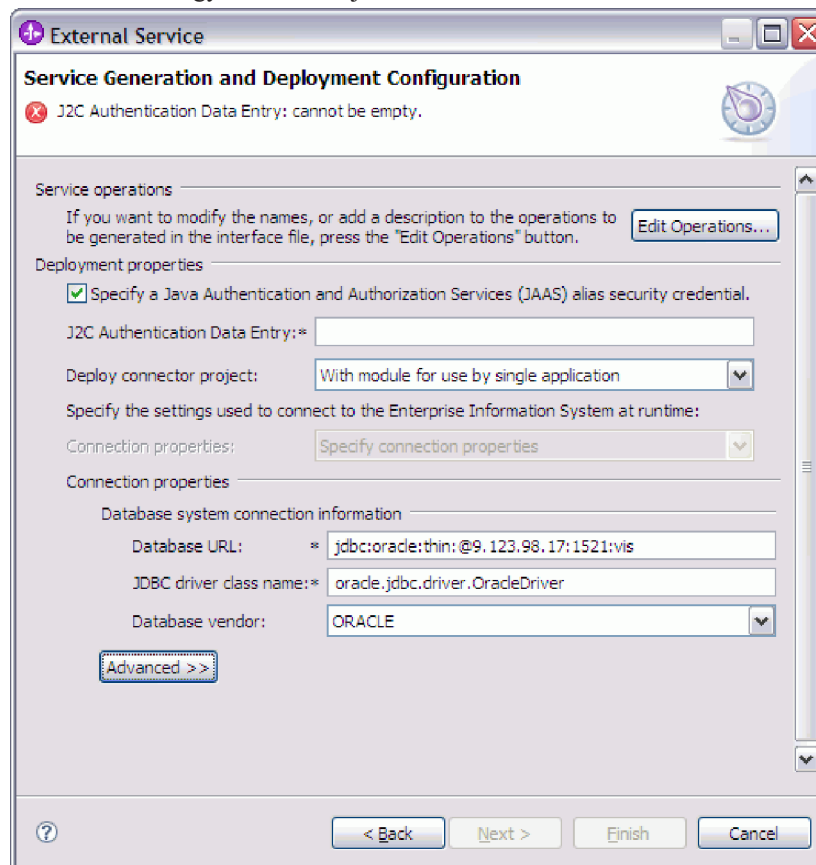 External Service
Service Generation and Deployment Configuration
J2C Authentication Data Entry: cannot be empty.
Service operations
If you want to modify the names, or add a description to the operations to
be generated in the interface file, press the "Edit Operations" button.
Edit Operations...
Deployment properties
Specify a Java Authentication and Authorization Services (JAAS) alias security credential.
J2C Authentication Data Entry:*
Deploy connector project: With module for use by single application
Specify the settings used to connect to the Enterprise Information System at runtime:
Connection properties: Specify connection properties
Connection properties
Database system connection information
Database URL: * jdbc:oracle:thin:@9.123.98.17:1521:vis
JDBC driver class name:* oracle.jdbc.driver.OracleDriver
Database vendor: ORACLE
Advanced >>
? < Back Next > Finish Cancel